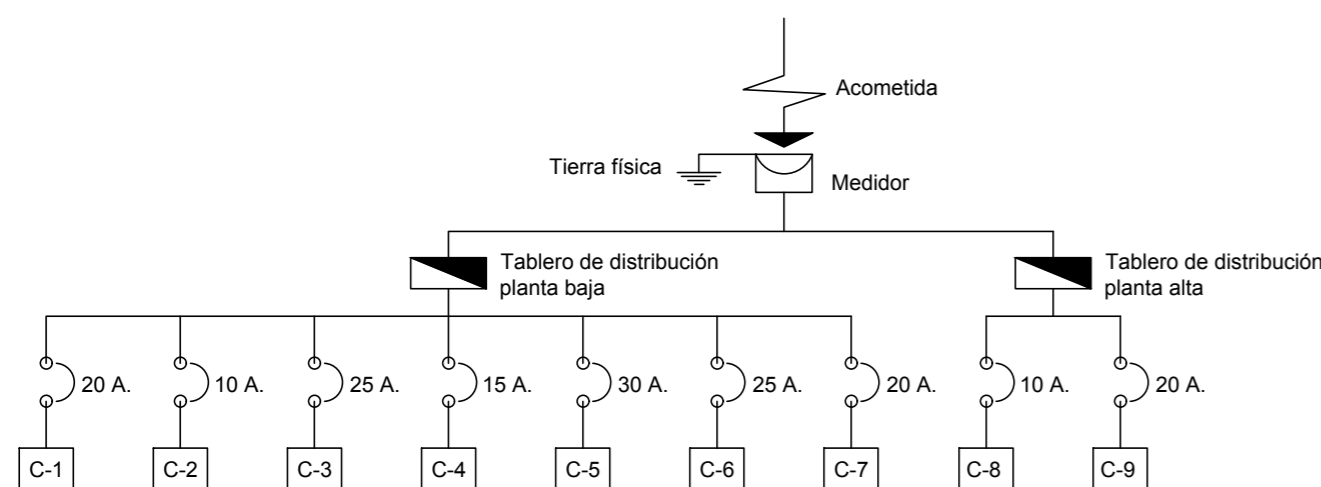 Acometida
Tierra física
Medidor
Tablero de distribución
planta baja
Tablero de distribución
planta alta
20 A.
10 A.
25 A.
15 A.
30 A.
25 A.
20 A.
10 A.
20 A.
C-1
C-2
C-3
C-4
C-5
C-6
C-7
C-8
C-9